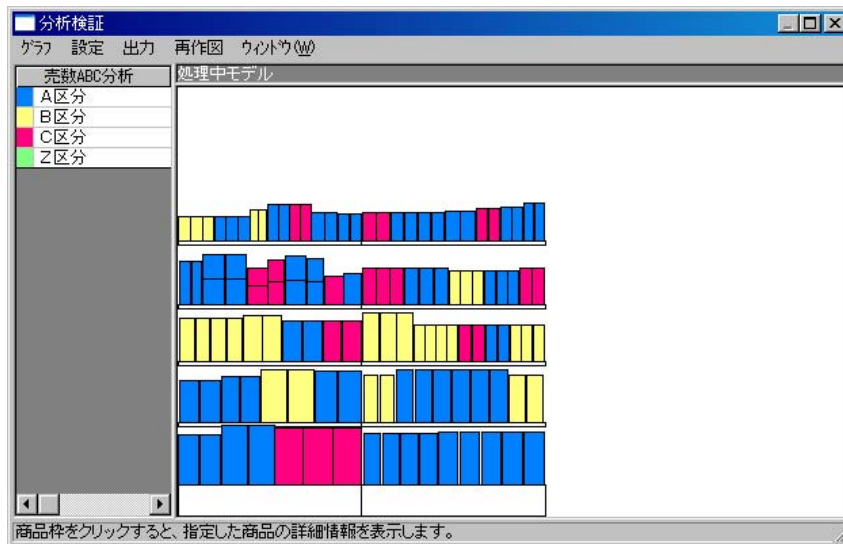 分析検証
グラフ 設定 出力 再作図 ウィンドウ(W)
売数ABC分析
処理中モデル
A区分
B区分
C区分
Z区分
商品枠をクリックすると、指定した商品の詳細情報を表示します。